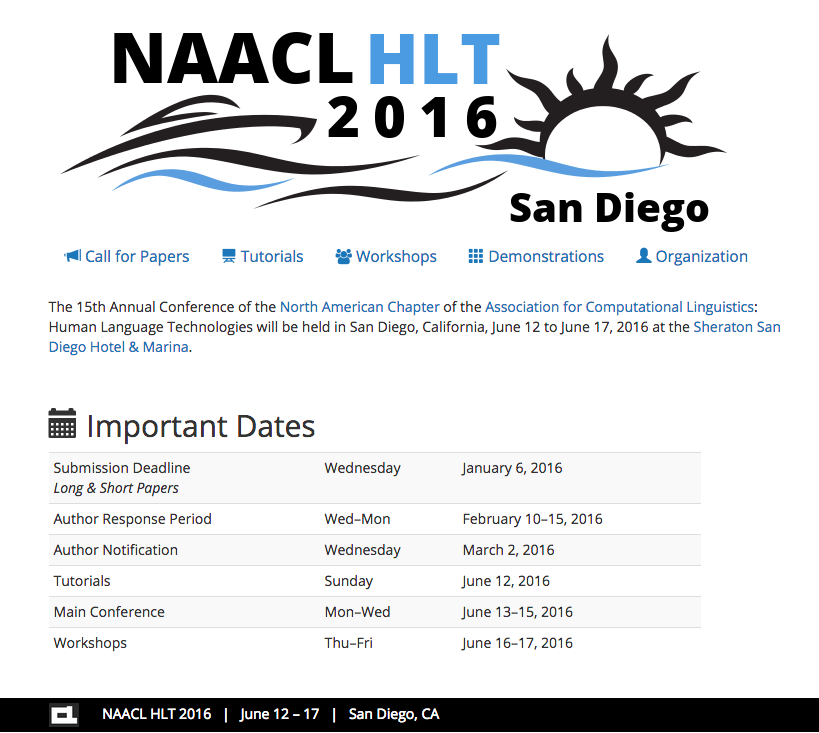 NAACL HLT
2016
San Diego
Call for Papers Tutorials Workshops Demonstrations Organization
The 15th Annual Conference of the North American Chapter of the Association for Computational Linguistics:
Human Language Technologies will be held in San Diego, California, June 12 to June 17, 2016 at the Sheraton San
Diego Hotel & Marina.
Important Dates
Submission Deadline Wednesday January 6, 2016
Long & Short Papers
Author Response Period Wed–Mon February 10–15, 2016
Author Notification Wednesday March 2, 2016
Tutorials Sunday June 12, 2016
Main Conference Mon–Wed June 13–15, 2016
Workshops Thu–Fri June 16–17, 2016
NAACL HLT 2016 | June 12 – 17 | San Diego, CA